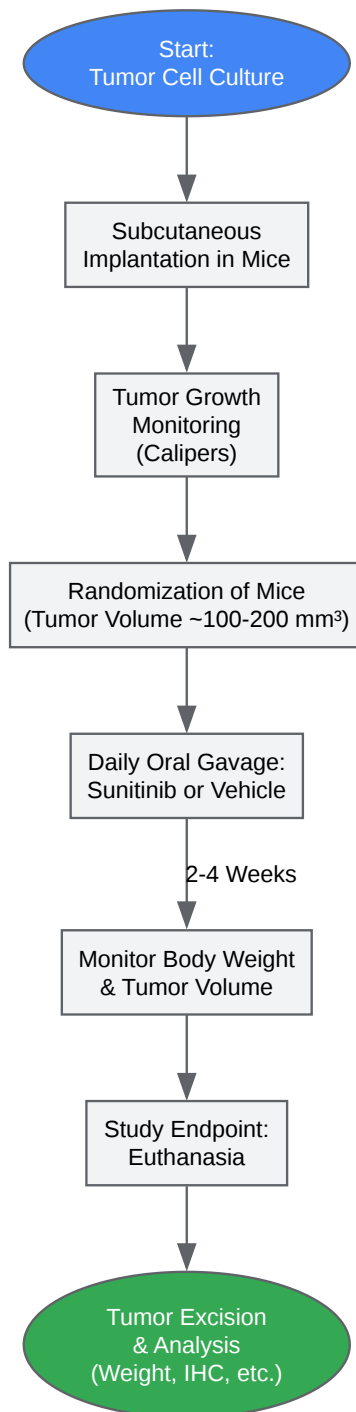 Start:
Tumor Cell Culture
Subcutaneous
Implantation in Mice
Tumor Growth
Monitoring
(Calipers)
Randomization of Mice
(Tumor Volume ~100-200 mm³)
Daily Oral Gavage:
Sunitinib or Vehicle
2-4 Weeks
Monitor Body Weight
& Tumor Volume
Study Endpoint:
Euthanasia
Tumor Excision
& Analysis
(Weight, IHC, etc.)